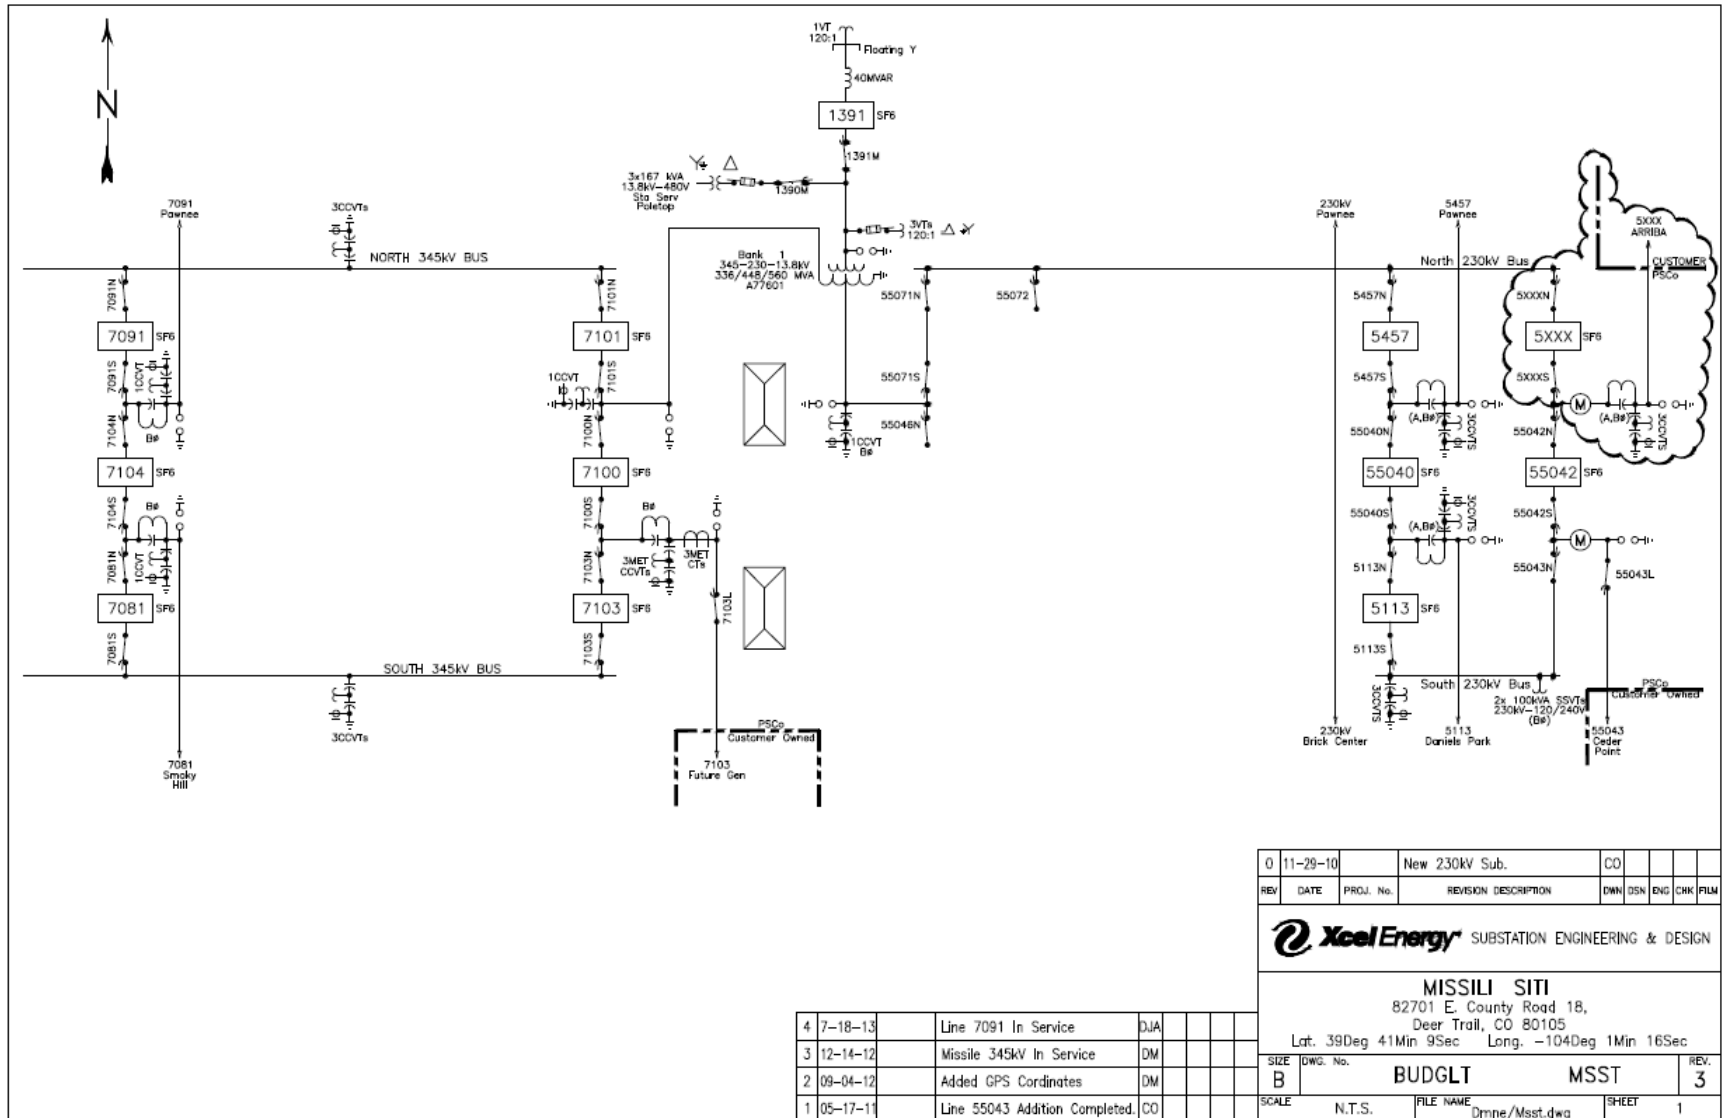 1VT
120:1
Floating Y
40MVAR
1391 SF6
1391M
N
3x167 kVA
13.8kV-480V
Sta Serv
Poletop
1390M
3VTs
120:1
7091
Pawnee
3CCVTs
NORTH 345kV BUS
Bank 1
345-230-13.8kV
336/448/560 MVA
A77601
230kV
Pawnee
5457
Pawnee
5XXX
ARRIBA
CUSTOMER
PSCo
North 230kV Bus
7091N
7101N
55071N
55072
5457N
5XXXN
7091 SF6
7101 SF6
5457
5XXX SF6
7091S
1CCVT
7101S
1CCVT
55071S
5457S
5XXXS
M
BØ
(A,BØ)
3CCVTS
(A,BØ)
3CCVTS
7104N
7100N
55046N
55040N
55042N
1CCVT
BØ
7104 SF6
7100 SF6
55040 SF6
55042 SF6
7104S
BØ
7100S
BØ
55040S
(A,BØ)
3CCVTS
55042S
M
7081N
1CCVT
7103N
3MET
CCVTs
3MET
CTs
5113N
55043N
55043L
7081 SF6
7103 SF6
7103L
5113 SF6
7081S
7103S
5113S
SOUTH 345kV BUS
3CCVTs
South 230kV Bus
3CCVTS
2x 100kVA SSVTs
230kV-120/240V
(BØ)
PSCo
Customer Owned
PSCo
Customer Owned
7081
Smoky
Hill
7103
Future Gen
230kV
Brick Center
5113
Daniels Park
55043
Ceder
Point
0 11-29-10 New 230kV Sub. CO
REV DATE PROJ. No. REVISION DESCRIPTION DWN DSN ENG CHK FILM
Xcel Energy SUBSTATION ENGINEERING & DESIGN
MISSILI SITI
82701 E. County Road 18,
Deer Trail, CO 80105
Lat. 39Deg 41Min 9Sec Long. -104Deg 1Min 16Sec
4 7-18-13 Line 7091 In Service DJA
3 12-14-12 Missile 345kV In Service DM
2 09-04-12 Added GPS Cordinates DM
1 05-17-11 Line 55043 Addition Completed. CO
SIZE B DWG. No. BUDGLT MSST REV. 3
SCALE N.T.S. FILE NAME Dmne/Msst.dwg SHEET 1